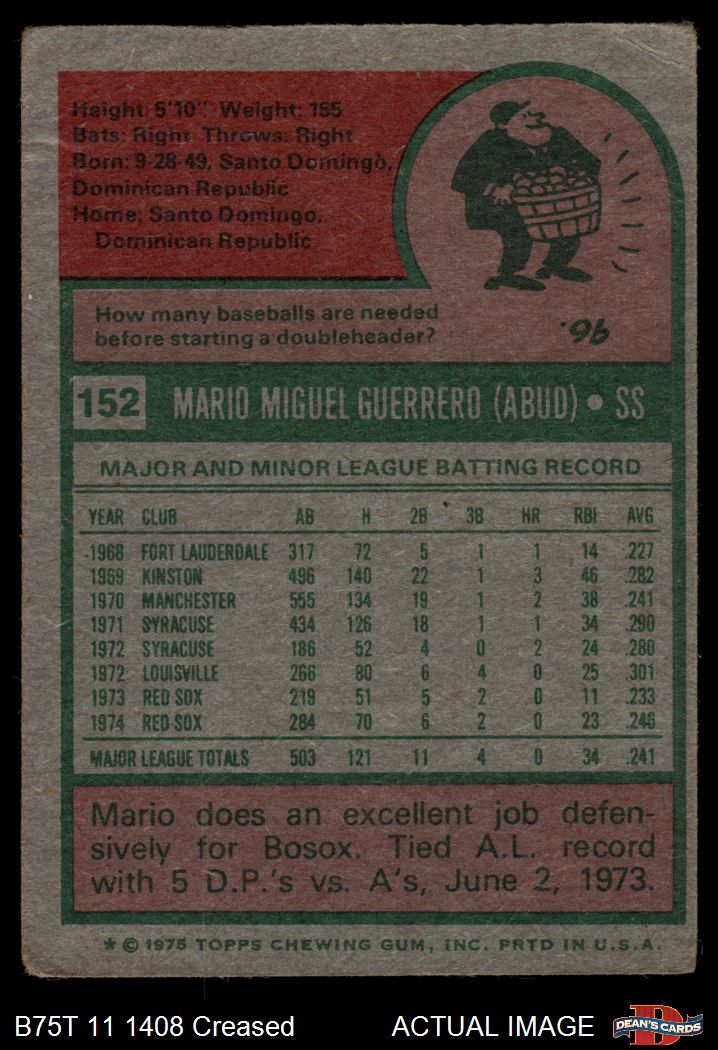 Height: 5'10" Weight: 155
Bats: Right Throws: Right
Born: 9-28-49, Santo Domingo,
Dominican Republic
Home: Santo Domingo,
Dominican Republic
How many baseballs are needed
before starting a doubleheader?
96.
152 MARIO MIGUEL GUERRERO (ABUD) • SS
MAJOR AND MINOR LEAGUE BATTING RECORD
YEAR CLUB AB H 2B 3B HR RBI AVG
1968 FORT LAUDERDALE 317 72 5 1 1 14 .227
1969 KINSTON 496 140 22 1 3 46 .282
1970 MANCHESTER 555 134 19 1 2 38 .241
1971 SYRACUSE 434 126 18 1 1 34 .290
1972 SYRACUSE 186 52 4 0 2 24 .280
1972 LOUISVILLE 266 80 6 4 0 25 .301
1973 RED SOX 219 51 5 2 0 11 .233
1974 RED SOX 284 70 6 2 0 23 .246
MAJOR LEAGUE TOTALS 503 121 11 4 0 34 .241
Mario does an excellent job defen-
sively for Bosox. Tied A.L. record
with 5 D.P.'s vs. A's, June 2, 1973.
* © 1975 TOPPS CHEWING GUM, INC. PRTD IN U.S.A.
B75T 11 1408 Creased ACTUAL IMAGE DEAN'S CARDS